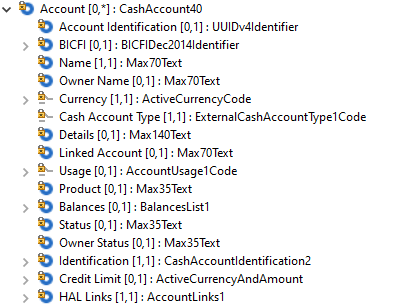 Account [0,*] : CashAccount40
Account Identification [0,1] : UUIDv4Identifier
BICFI [0,1] : BICFIDec2014Identifier
Name [1,1] : Max70Text
Owner Name [0,1] : Max70Text
Currency [1,1] : ActiveCurrencyCode
Cash Account Type [1,1] : ExternalCashAccountType1Code
Details [0,1] : Max140Text
Linked Account [0,1] : Max70Text
Usage [0,1] : AccountUsage1Code
Product [0,1] : Max35Text
Balances [0,1] : BalancesList1
Status [0,1] : Max35Text
Owner Status [0,1] : Max35Text
Identification [1,1] : CashAccountIdentification2
Credit Limit [0,1] : ActiveCurrencyAndAmount
HAL Links [1,1] : AccountLinks1